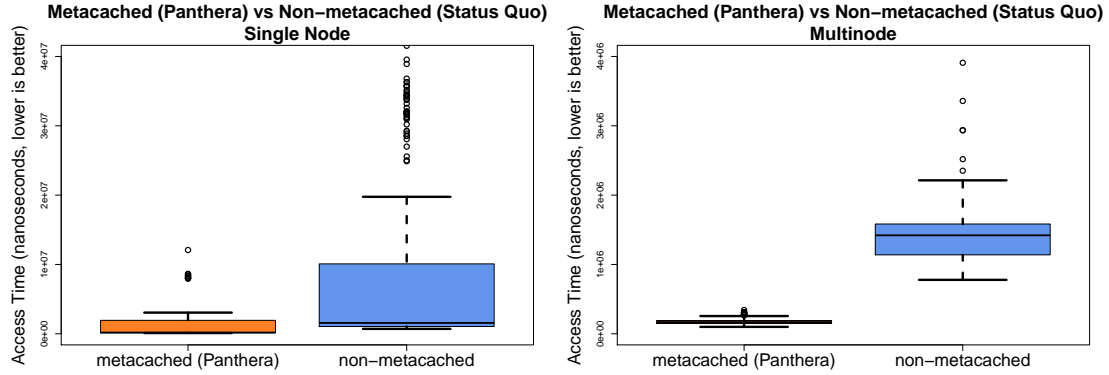 Metacached (Panthera) vs Non−metacached (Status Quo)
Single Node
Access Time (nanoseconds, lower is better)
4e+07
3e+07
2e+07
1e+07
0e+00
metacached (Panthera)
non−metacached
Metacached (Panthera) vs Non−metacached (Status Quo)
Multinode
Access Time (nanoseconds, lower is better)
4e+06
3e+06
2e+06
1e+06
0e+00
metacached (Panthera)
non−metacached